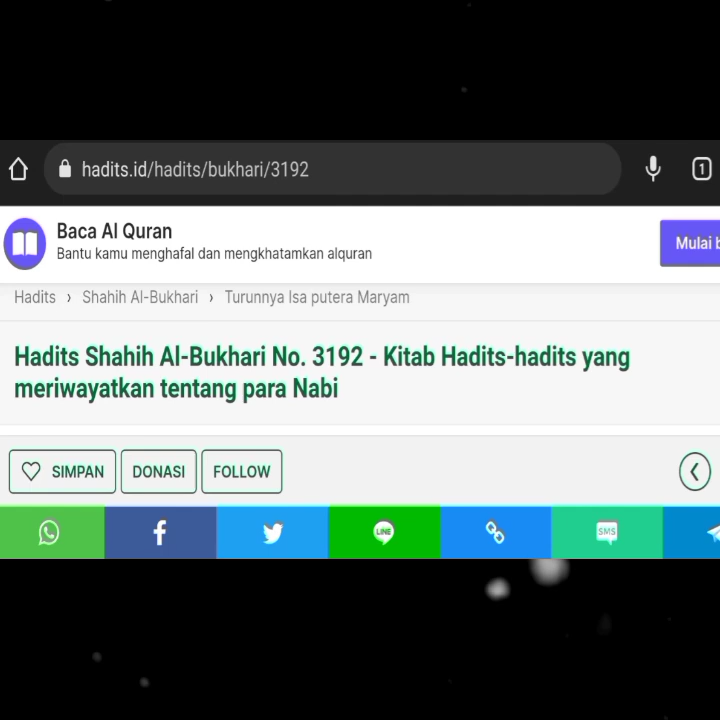 hadits.id/hadits/bukhari/3192
1
Baca Al Quran
Bantu kamu menghafal dan mengkhatamkan alquran
Mulai b
Hadits › Shahih Al-Bukhari › Turunnya Isa putera Maryam
Hadits Shahih Al-Bukhari No. 3192 - Kitab Hadits-hadits yang
meriwayatkan tentang para Nabi
SIMPAN DONASI FOLLOW
LINE SMS